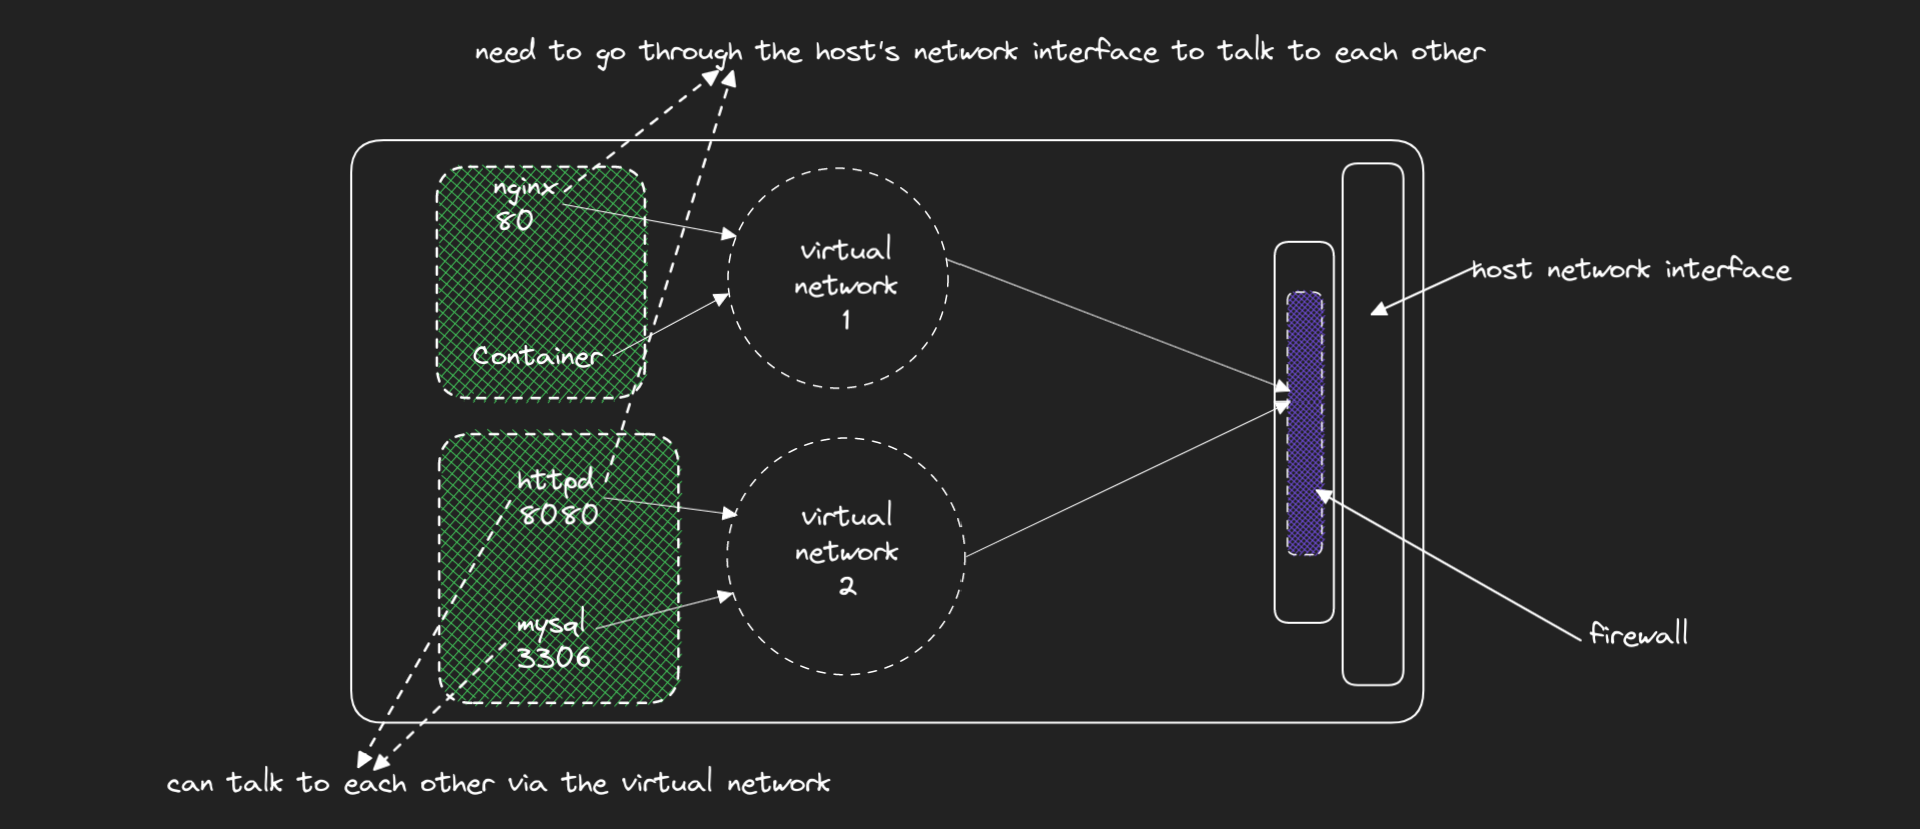 need to go through the host's network interface to talk to each other
nginx
80
Container
virtual
network
1
host network interface
httpd
8080
mysql
3306
virtual
network
2
firewall
can talk to each other via the virtual network